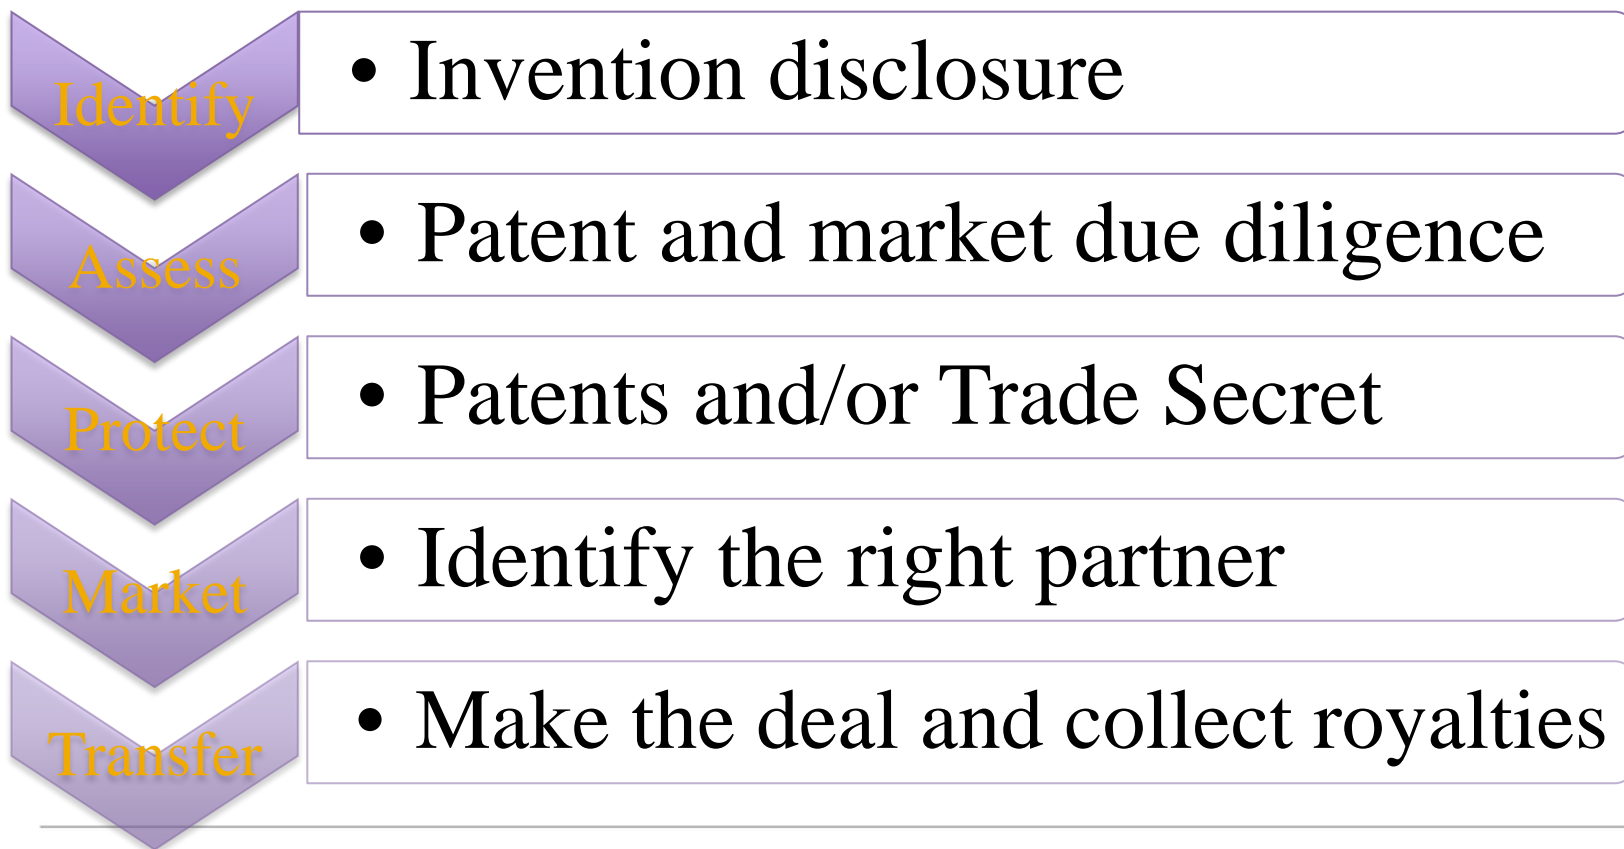 Identify
• Invention disclosure
Assess
• Patent and market due diligence
Protect
• Patents and/or Trade Secret
Market
• Identify the right partner
Transfer
• Make the deal and collect royalties